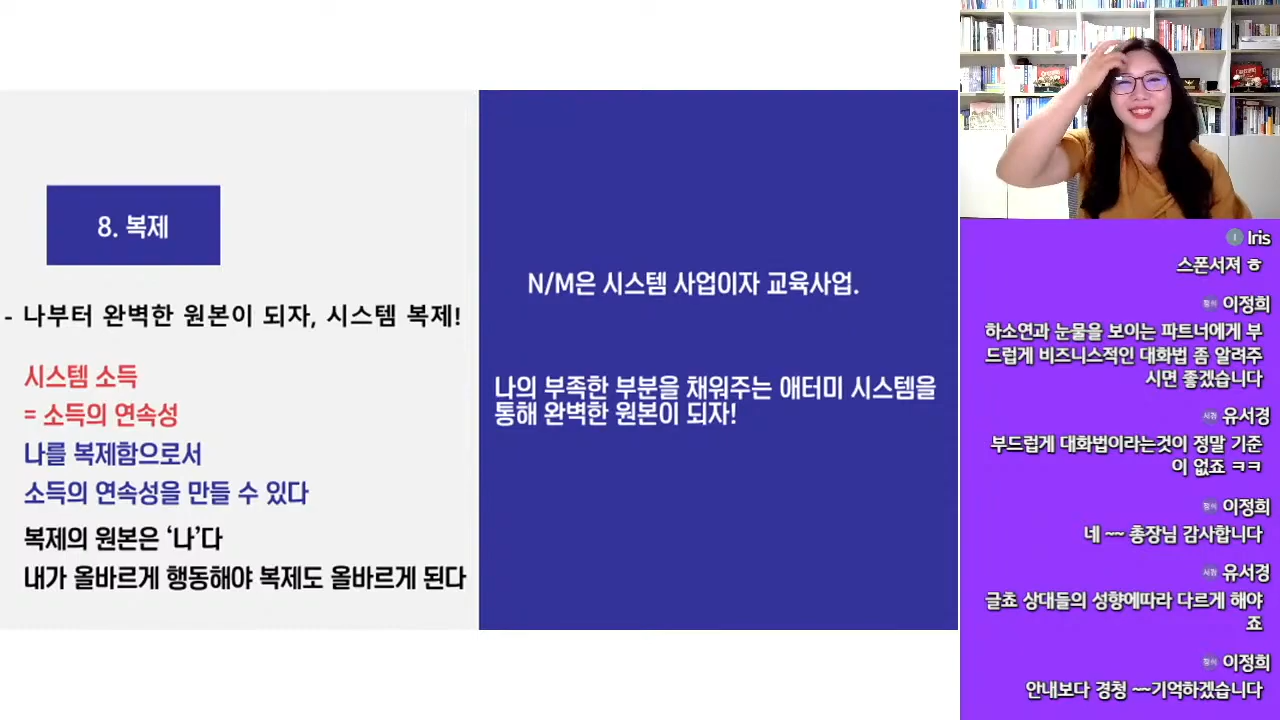 8. 복제
- 나부터 완벽한 원본이 되자, 시스템 복제!
시스템 소득
= 소득의 연속성
나를 복제함으로서
소득의 연속성을 만들 수 있다
복제의 원본은 ‘나’다
내가 올바르게 행동해야 복제도 올바르게 된다
N/M은 시스템 사업이자 교육사업.
나의 부족한 부분을 채워주는 애터미 시스템을
통해 완벽한 원본이 되자!
I Iris
스폰서져 ㅎ
정희 이정희
하소연과 눈물을 보이는 파트너에게 부
드럽게 비즈니스적인 대화법 좀 알려주
시면 좋겠습니다
서경 유서경
부드럽게 대화법이라는것이 정말 기준
이 없죠 ㅋㅋ
정희 이정희
네 ~~ 총장님 감사합니다
서경 유서경
글쵸 상대들의 성향에따라 다르게 해야
죠
정희 이정희
안내보다 경청 ~~기억하겠습니다